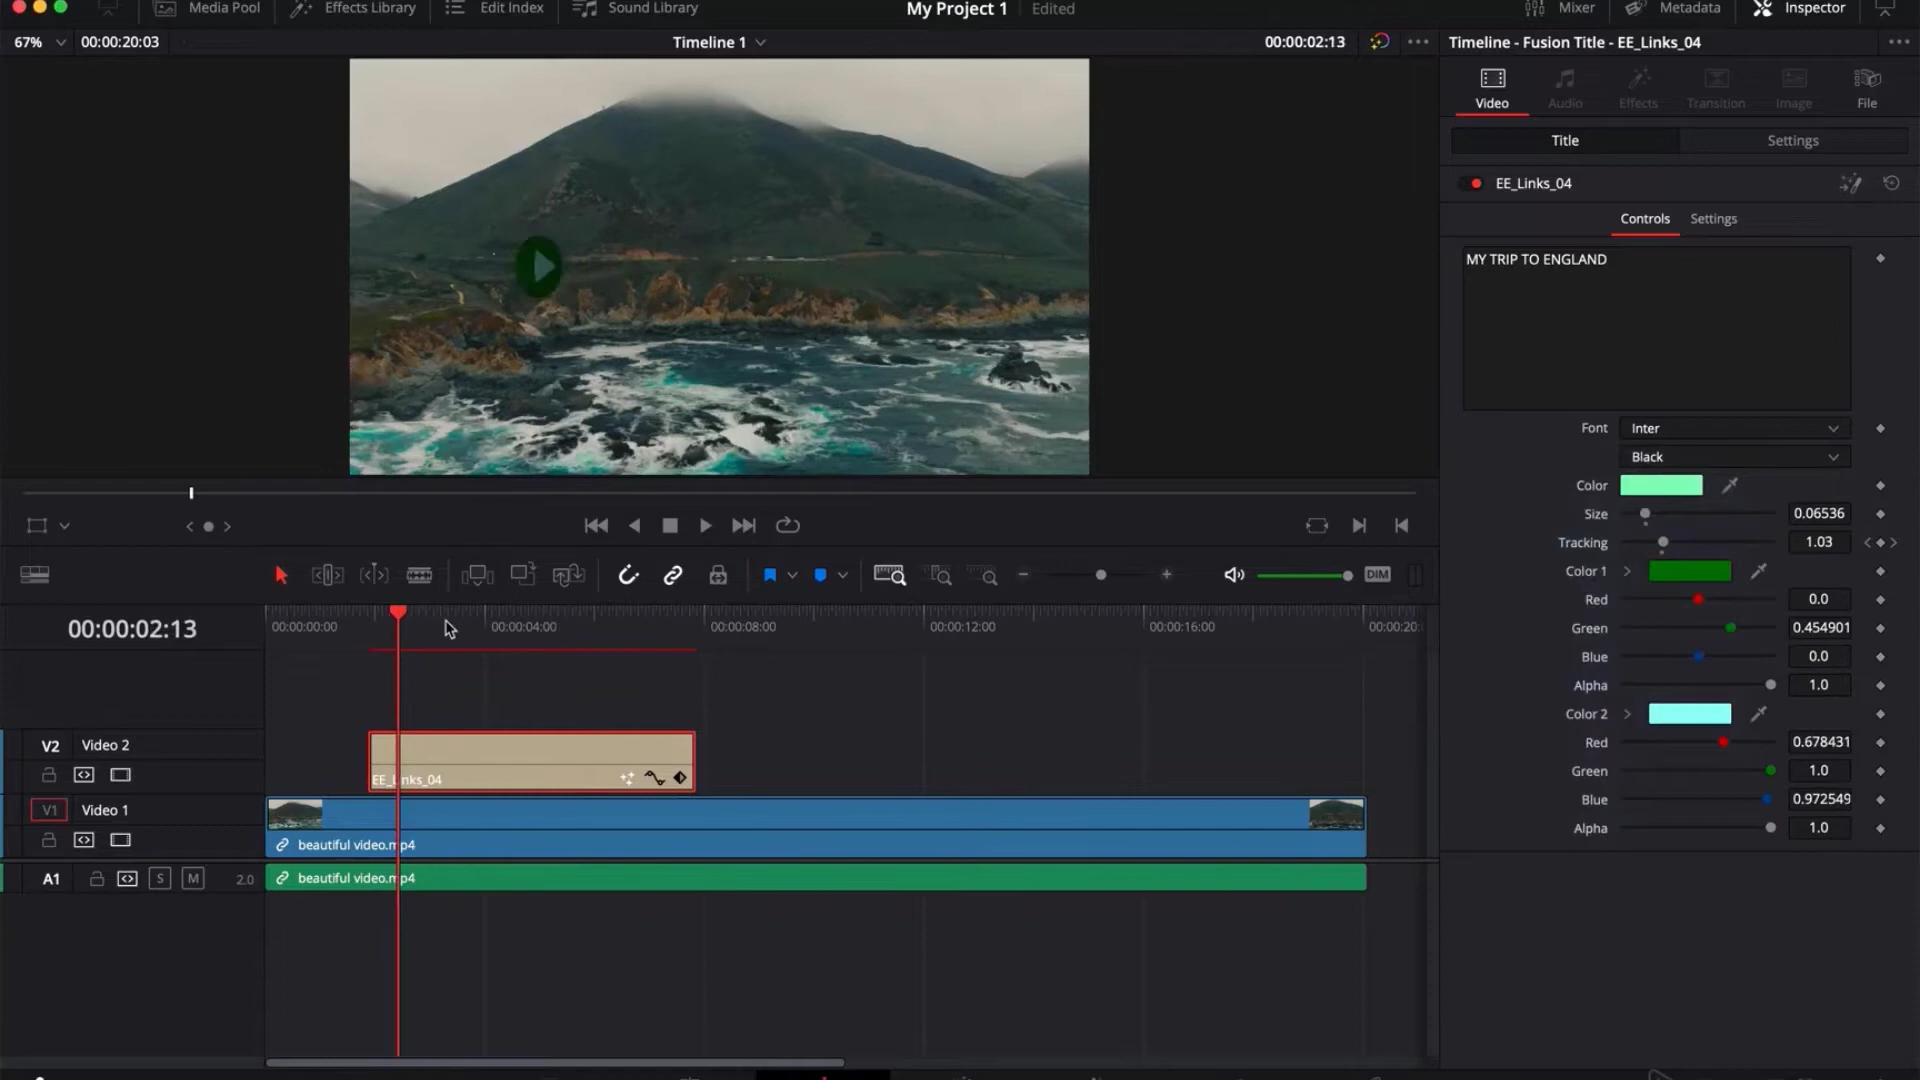 Media Pool
Effects Library
Edit Index
Sound Library
My Project 1
Edited
Mixer
Metadata
Inspector
67%
00:00:20:03
Timeline 1
00:00:02:13
Timeline - Fusion Title - EE_Links_04
Video
Audio
Effects
Transition
Image
File
Title
Settings
EE_Links_04
Controls
Settings
MY TRIP TO ENGLAND
Font
Inter
Black
Color
Size
0.06536
Tracking
1.03
Color 1
Red
0.0
Green
0.454901
Blue
0.0
Alpha
1.0
Color 2
Red
0.678431
Green
1.0
Blue
0.972549
Alpha
1.0
DIM
00:00:02:13
00:00:00:00
00:00:04:00
00:00:08:00
00:00:12:00
00:00:16:00
00:00:20:
V2
Video 2
EE_Links_04
V1
Video 1
beautiful video.mp4
A1
S
M
2.0
beautiful video.mp4